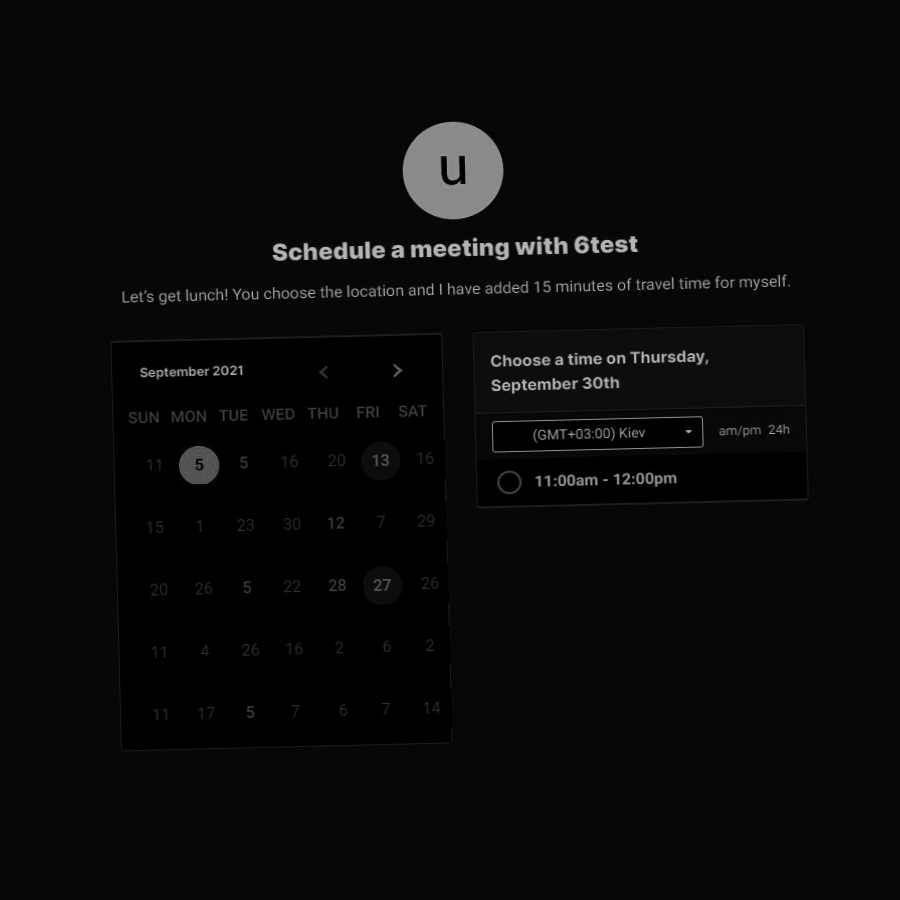 u
Schedule a meeting with 6test
Let's get lunch! You choose the location and I have added 15 minutes of travel time for myself.
September 2021
SUN MON TUE WED THU FRI SAT
11 5 5 16 20 13 16
15 1 23 30 12 7 29
20 26 5 22 28 27 26
11 4 26 16 2 6 2
11 17 5 7 6 7 14
Choose a time on Thursday,
September 30th
(GMT+03:00) Kiev am/pm 24h
11:00am - 12:00pm